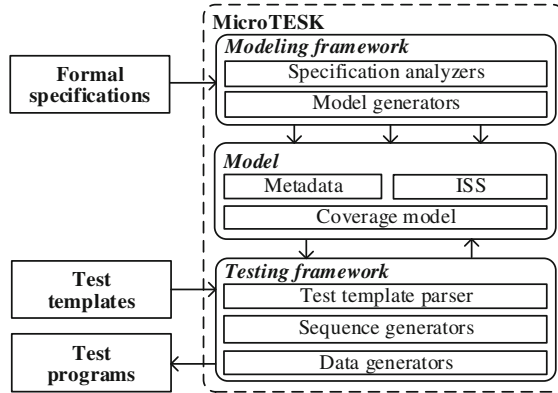 MicroTESK
Modeling framework
Formal
specifications
Specification analyzers
Model generators
Model
Metadata
ISS
Coverage model
Testing framework
Test
templates
Test template parser
Sequence generators
Test
programs
Data generators